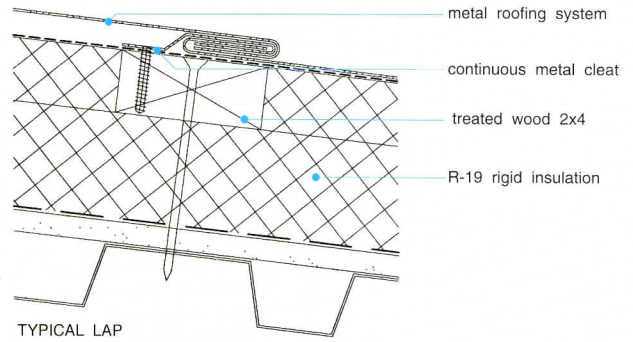 metal roofing system
continuous metal cleat
treated wood 2x4
R-19 rigid insulation
TYPICAL LAP